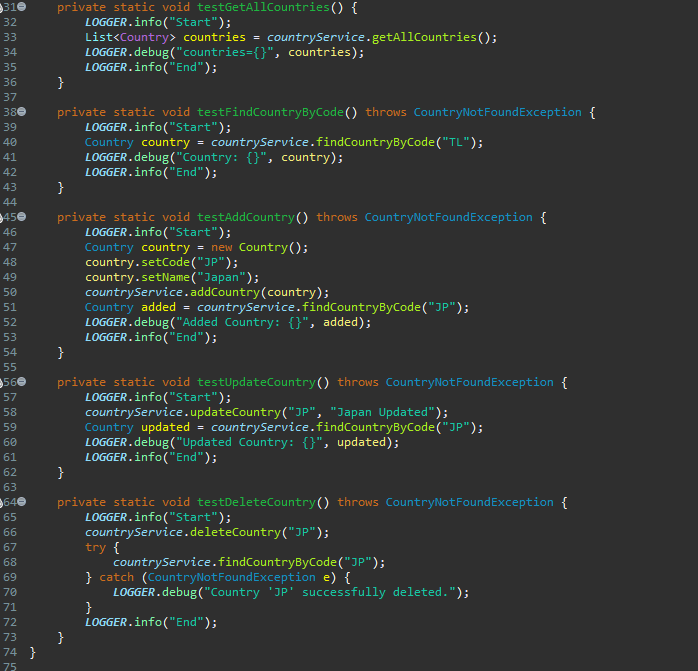 31 private static void testGetAllCountries() {
32 LOGGER.info("Start");
33 List<Country> countries = countryService.getAllCountries();
34 LOGGER.debug("countries={}", countries);
35 LOGGER.info("End");
36 }
37
38 private static void testFindCountryByCode() throws CountryNotFoundException {
39 LOGGER.info("Start");
40 Country country = countryService.findCountryByCode("TL");
41 LOGGER.debug("Country: {}", country);
42 LOGGER.info("End");
43 }
44
45 private static void testAddCountry() throws CountryNotFoundException {
46 LOGGER.info("Start");
47 Country country = new Country();
48 country.setCode("JP");
49 country.setName("Japan");
50 countryService.addCountry(country);
51 Country added = countryService.findCountryByCode("JP");
52 LOGGER.debug("Added Country: {}", added);
53 LOGGER.info("End");
54 }
55
56 private static void testUpdateCountry() throws CountryNotFoundException {
57 LOGGER.info("Start");
58 countryService.updateCountry("JP", "Japan Updated");
59 Country updated = countryService.findCountryByCode("JP");
60 LOGGER.debug("Updated Country: {}", updated);
61 LOGGER.info("End");
62 }
63
64 private static void testDeleteCountry() throws CountryNotFoundException {
65 LOGGER.info("Start");
66 countryService.deleteCountry("JP");
67 try {
68 countryService.findCountryByCode("JP");
69 } catch (CountryNotFoundException e) {
70 LOGGER.debug("Country 'JP' successfully deleted.");
71 }
72 LOGGER.info("End");
73 }
74 }
75